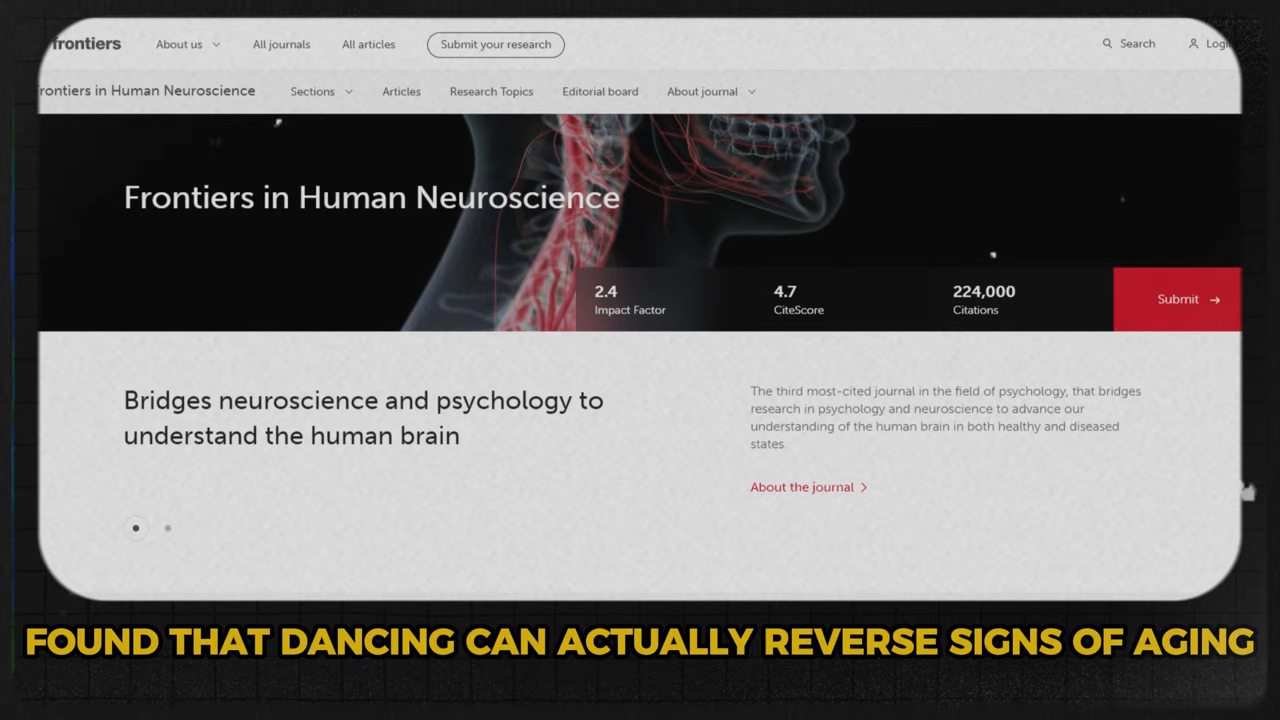 frontiers About us All journals All articles Submit your research Search Login
Frontiers in Human Neuroscience Sections Articles Research Topics Editorial board About journal
Frontiers in Human Neuroscience
2.4 4.7 224,000
Impact Factor CiteScore Citations
Submit
Bridges neuroscience and psychology to
understand the human brain
The third most-cited journal in the field of psychology, that bridges
research in psychology and neuroscience to advance our
understanding of the human brain in both healthy and diseased
states.
About the journal
FOUND THAT DANCING CAN ACTUALLY REVERSE SIGNS OF AGING